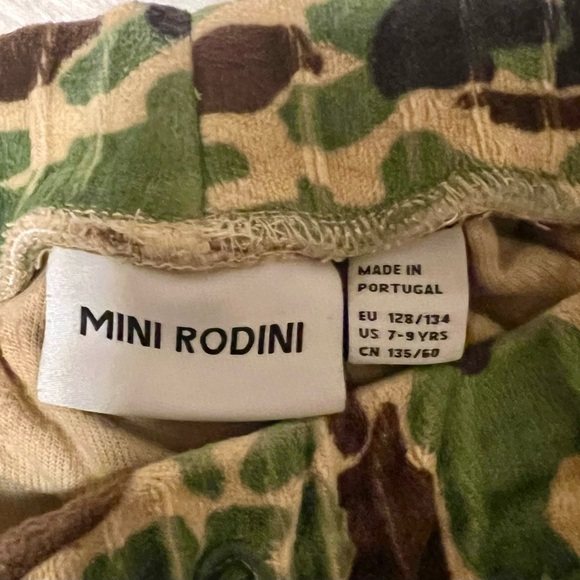 MINI RODINI
MADE IN
PORTUGAL
EU 128/134
US 7-9 YRS
CN 135/60